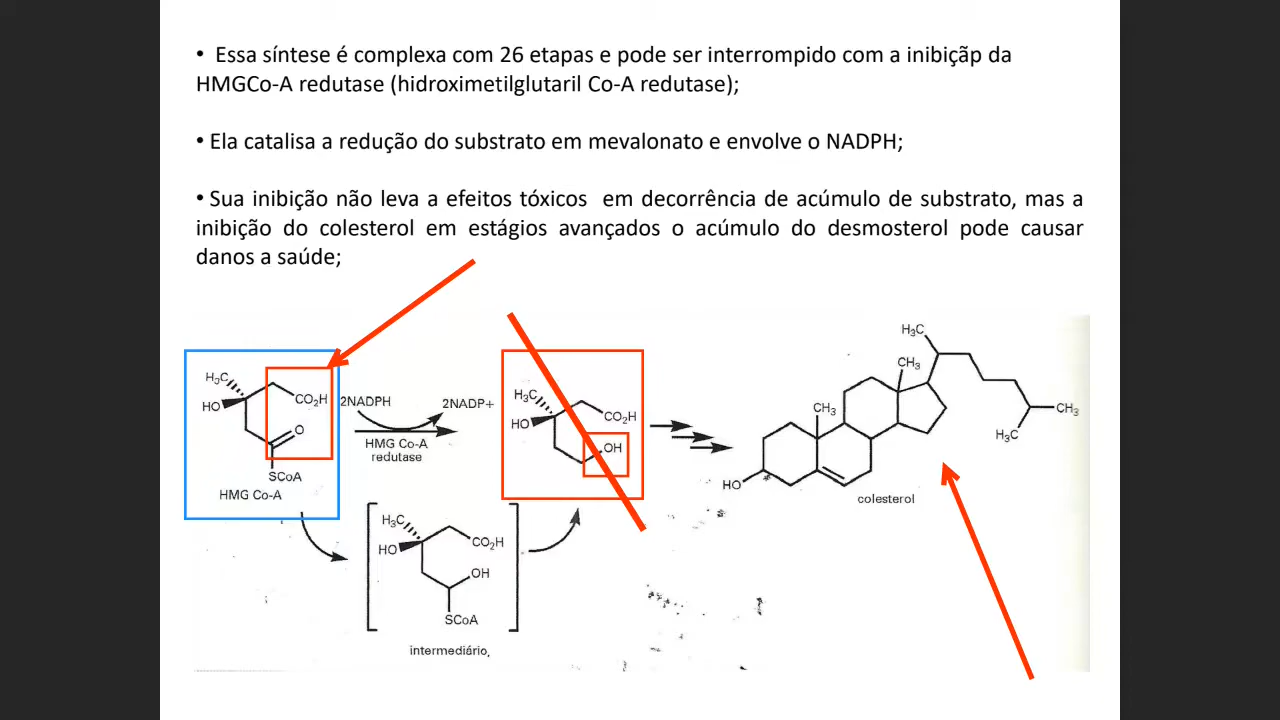 • Essa síntese é complexa com 26 etapas e pode ser interrompido com a inibiçãp da
HMGCo-A redutase (hidroximetilglutaril Co-A redutase);
• Ela catalisa a redução do substrato em mevalonato e envolve o NADPH;
• Sua inibição não leva a efeitos tóxicos em decorrência de acúmulo de substrato, mas a
inibição do colesterol em estágios avançados o acúmulo do desmosterol pode causar
danos a saúde;
H₃C
HO
CO₂H
O
SCoA
HMG Co-A
2NADPH
2NADP+
HMG Co-A
redutase
H₃C
HO
CO₂H
OH
H₃C
HO
CO₂H
OH
SCoA
intermediário,
H₃C
CH₃
CH₃
CH₃
H₃C
HO
*
colesterol